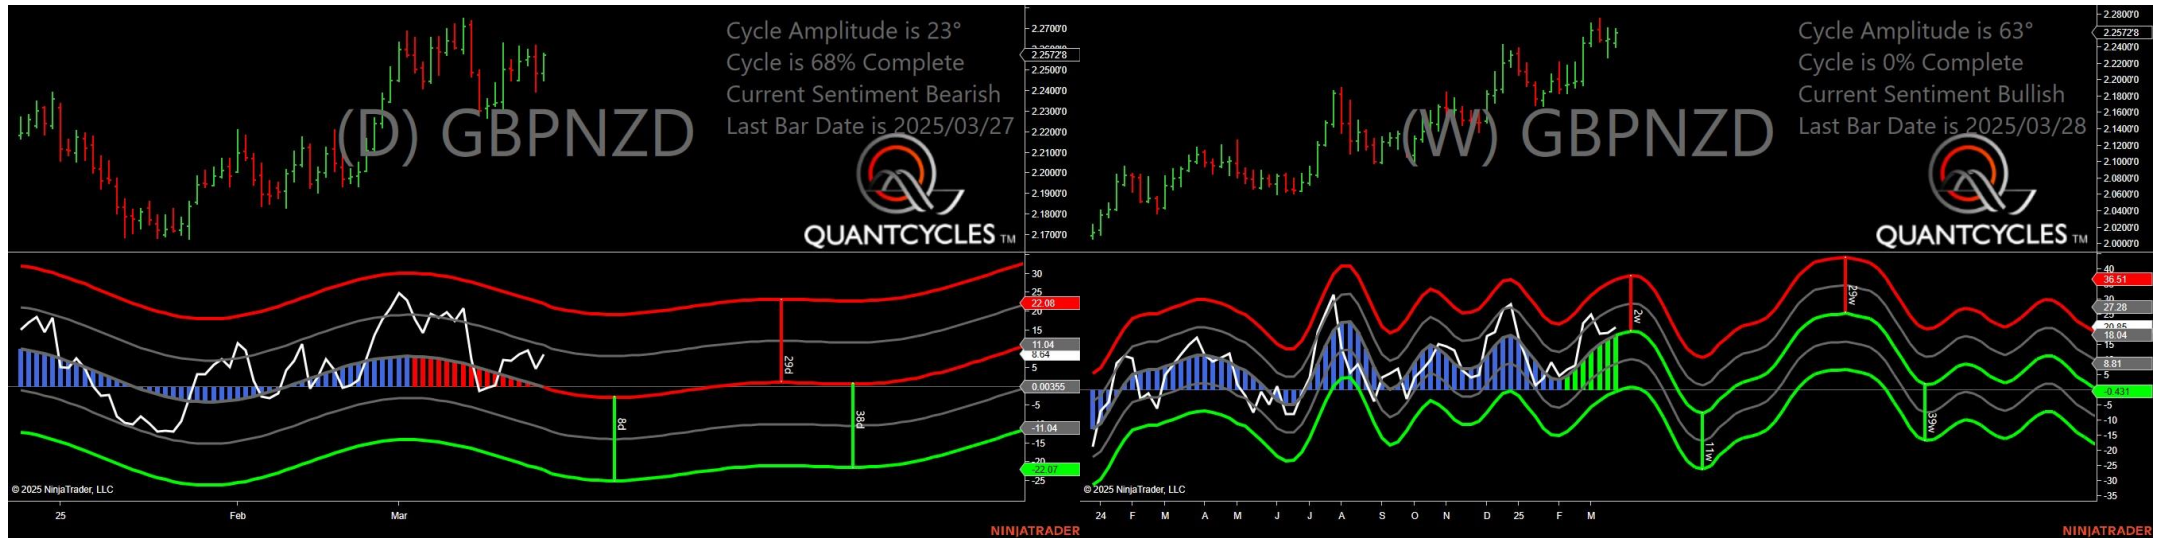 Cycle Amplitude is 23°
Cycle is 68% Complete
Current Sentiment Bearish
Last Bar Date is 2025/03/27
(D) GBPNZD
QUANTCYCLES TM
2.2700'0
2.2572'8
2.2500'0
2.2400'0
2.2300'0
2.2200'0
2.2100'0
2.2000'0
2.1900'0
2.1800'0
2.1700'0
30
25
22.08
20
15
11.04
8.64
5
0.00355
-5
-11.04
-15
-22.07
-25
29d
8d
38d
© 2025 NinjaTrader, LLC
25
Feb
Mar
NINJATRADER
Cycle Amplitude is 63°
Cycle is 0% Complete
Current Sentiment Bullish
Last Bar Date is 2025/03/28
(W) GBPNZD
QUANTCYCLES TM
2.2800'0
2.2572'8
2.2400'0
2.2200'0
2.2000'0
2.1800'0
2.1600'0
2.1400'0
2.1200'0
2.1000'0
2.0800'0
2.0600'0
2.0400'0
2.0200'0
2.0000'0
40
36.51
30
27.28
25
20.85
18.04
15
8.81
5
-0.431
-5
-10
-15
-20
-25
-30
-35
2w
29w
11w
39w
© 2025 NinjaTrader, LLC
24 F M A M J J A S O N D 25 F M
NINJATRADER